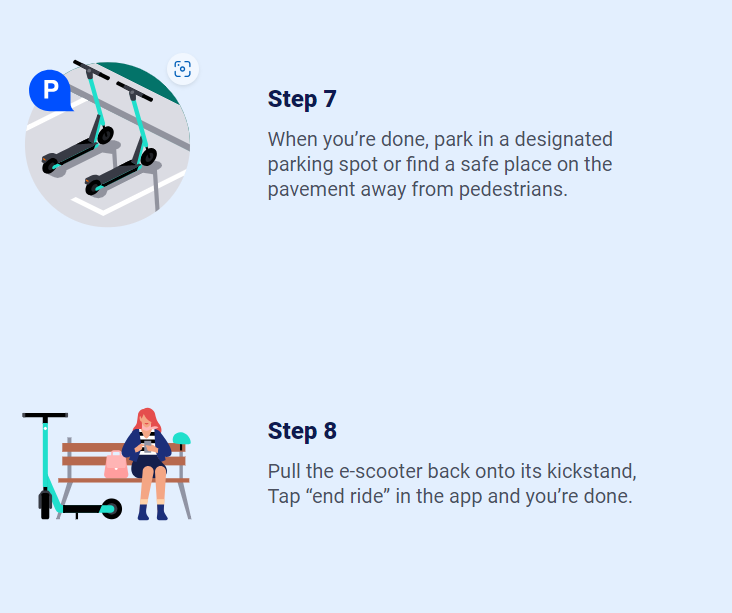 P
Step 7
When you’re done, park in a designated
parking spot or find a safe place on the
pavement away from pedestrians.
Step 8
Pull the e-scooter back onto its kickstand,
Tap “end ride” in the app and you’re done.